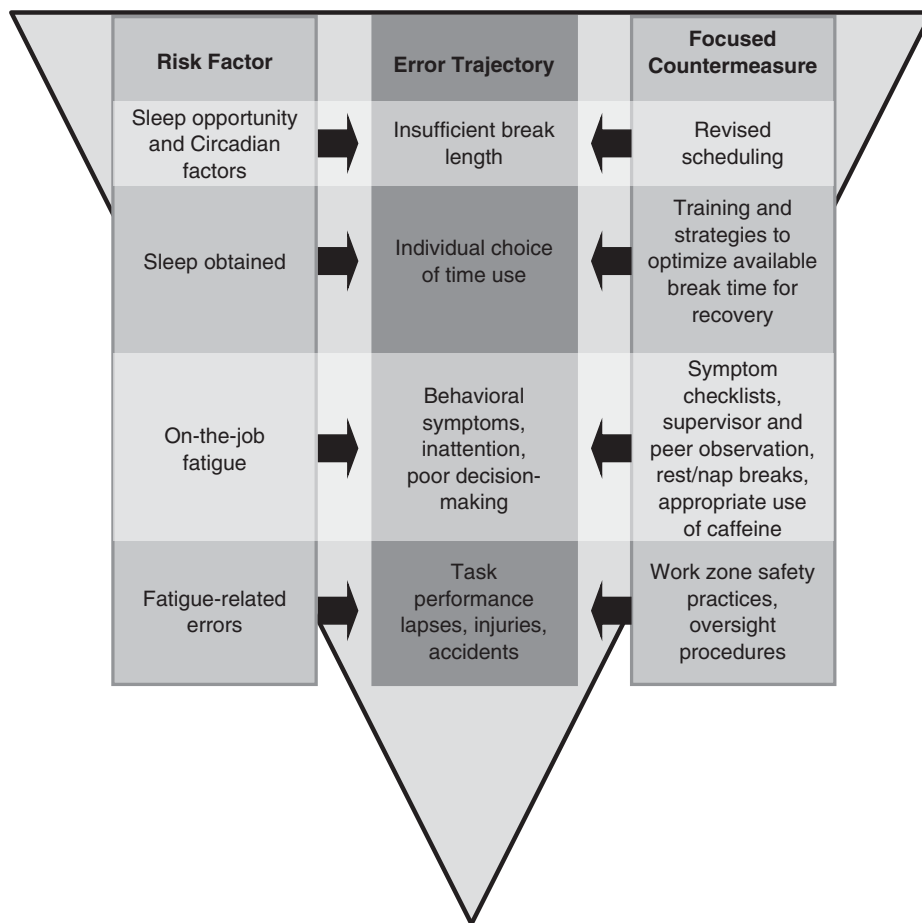 Risk Factor
Error Trajectory
Focused
Countermeasure
Sleep opportunity
and Circadian
factors
Insufficient break
length
Revised
scheduling
Sleep obtained
Individual choice
of time use
Training and
strategies to
optimize available
break time for
recovery
On-the-job
fatigue
Behavioral
symptoms,
inattention,
poor decision-
making
Symptom
checklists,
supervisor and
peer observation,
rest/nap breaks,
appropriate use
of caffeine
Fatigue-related
errors
Task
performance
lapses, injuries,
accidents
Work zone safety
practices,
oversight
procedures